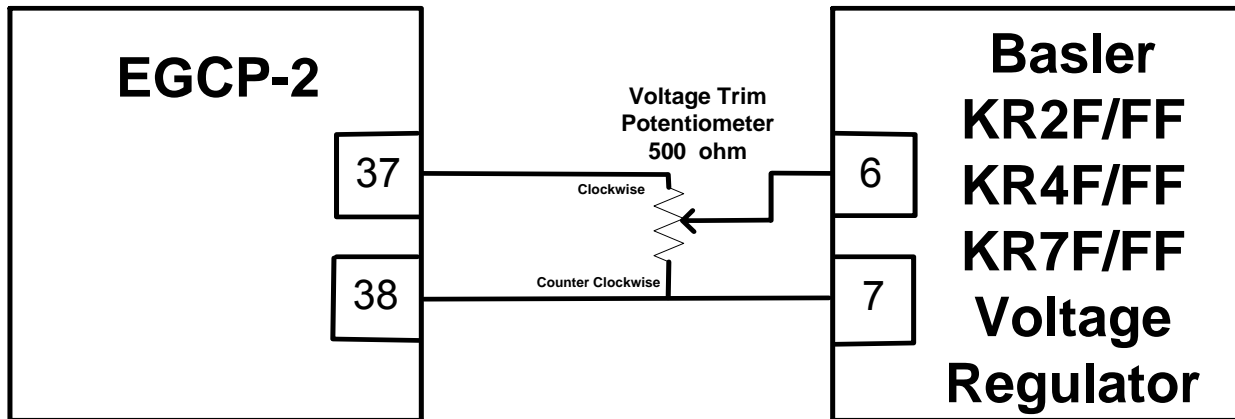 EGCP-2
37
38
Voltage Trim
Potentiometer
500 ohm
Clockwise
Counter Clockwise
6
7
Basler
KR2F/FF
KR4F/FF
KR7F/FF
Voltage
Regulator